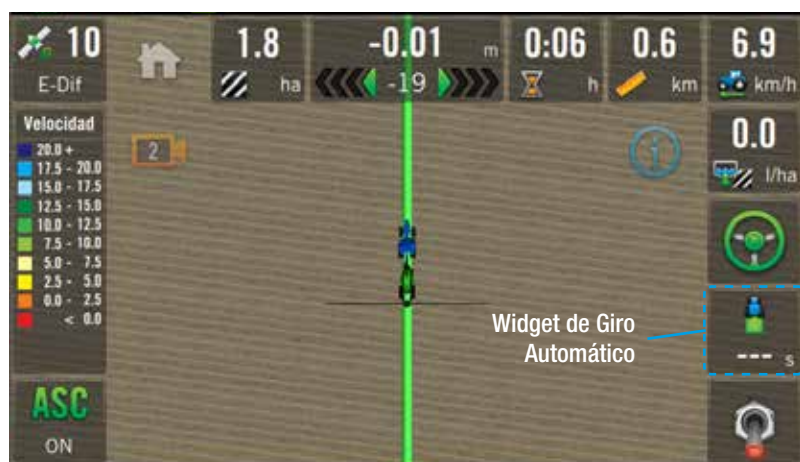 10
E-Dif
1.8
ha
-0.01 m
-19
0:06
h
0.6
km
6.9
km/h
Velocidad
20.0 +
17.5 - 20.0
15.0 - 17.5
12.5 - 15.0
10.0 - 12.5
7.5 - 10.0
5.0 - 7.5
2.5 - 5.0
0.0 - 2.5
< 0.0
2
i
0.0
l/ha
Widget de Giro
Automático
--- s
ASC
ON